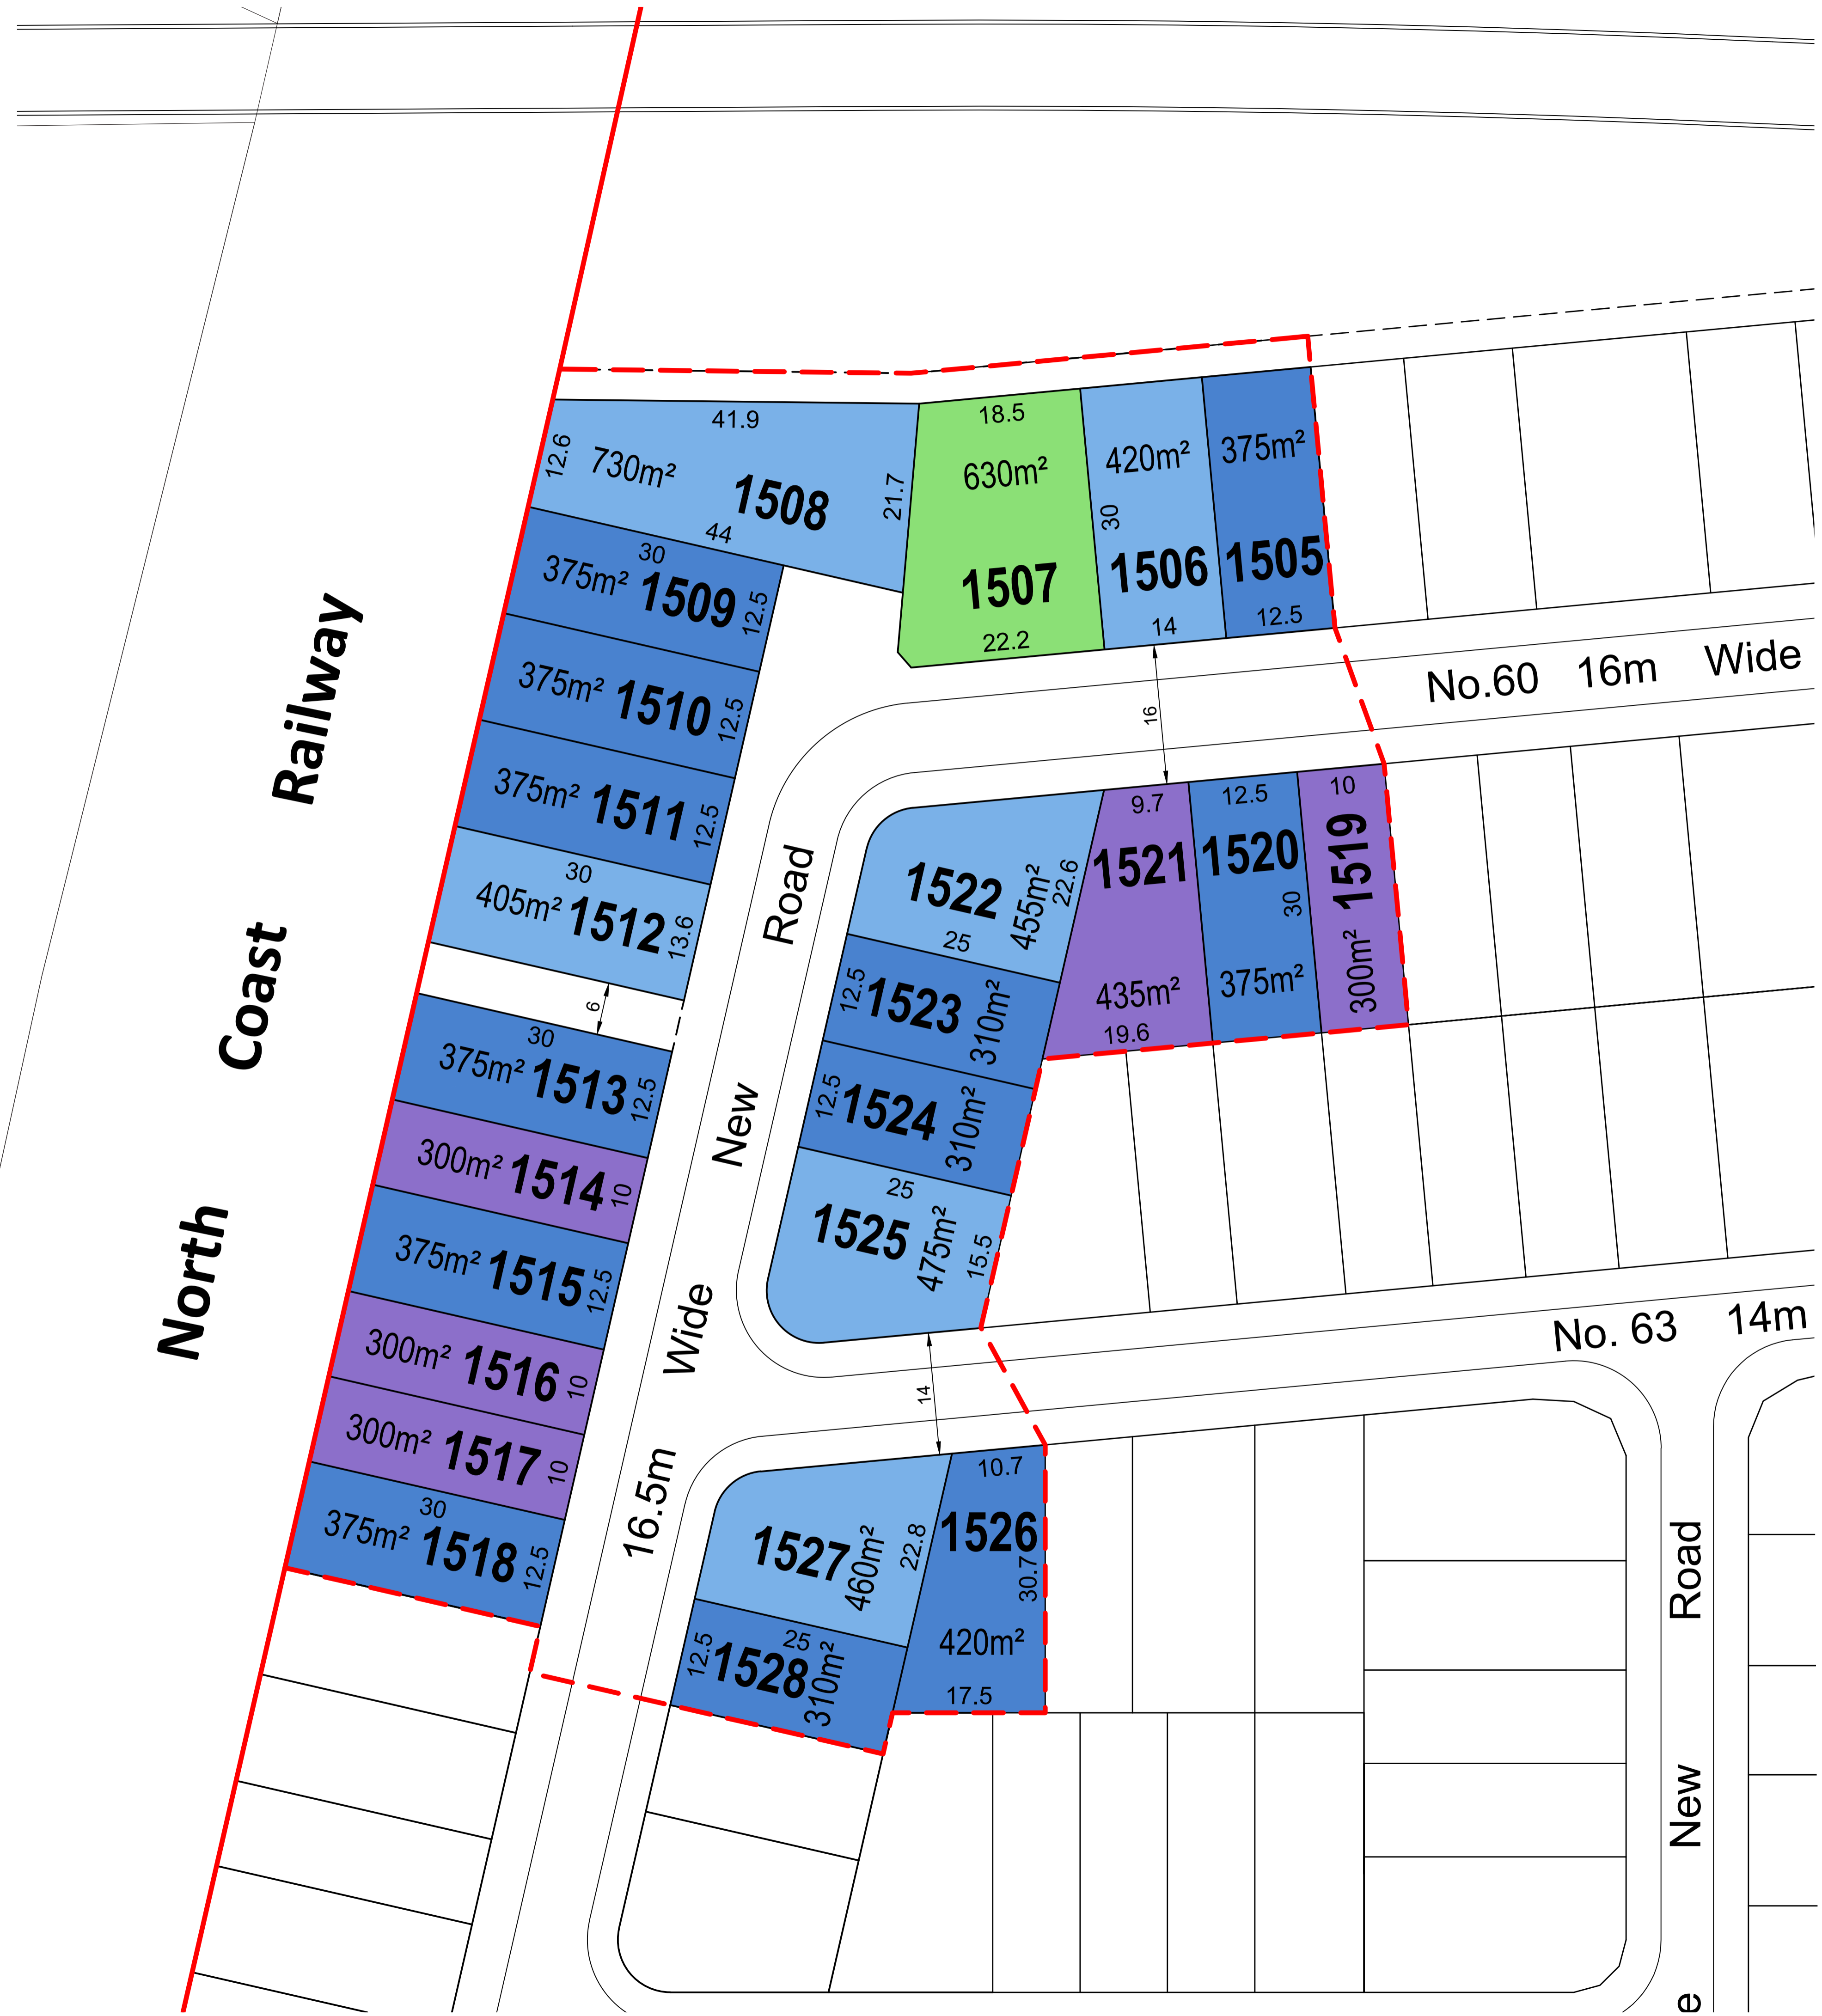 41.9
12.6
730m²
1508
21.7
44
18.5
630m²
1507
22.2
420m²
30
1506
14
375m²
1505
12.5
30
375m² 1509
12.5
375m² 1510
12.5
375m² 1511
12.5
30
405m² 1512
13.6
6
30
375m² 1513
12.5
300m² 1514
10
375m² 1515
12.5
300m² 1516
10
300m² 1517
10
30
375m² 1518
12.5
North Coast Railway
No.60 16m Wide
16
16.5m Wide New Road
1522
455m²
22.6
25
9.7
1521
435m²
19.6
12.5
1520
30
375m²
10
300m² 1519
12.5
1523
310m²
12.5
1524
310m²
25
1525
475m²
15.5
No. 63 14m
14
1527
460m²
22.8
10.7
1526
30.7
420m²
17.5
12.5
25
1528
310m²
New Road
e